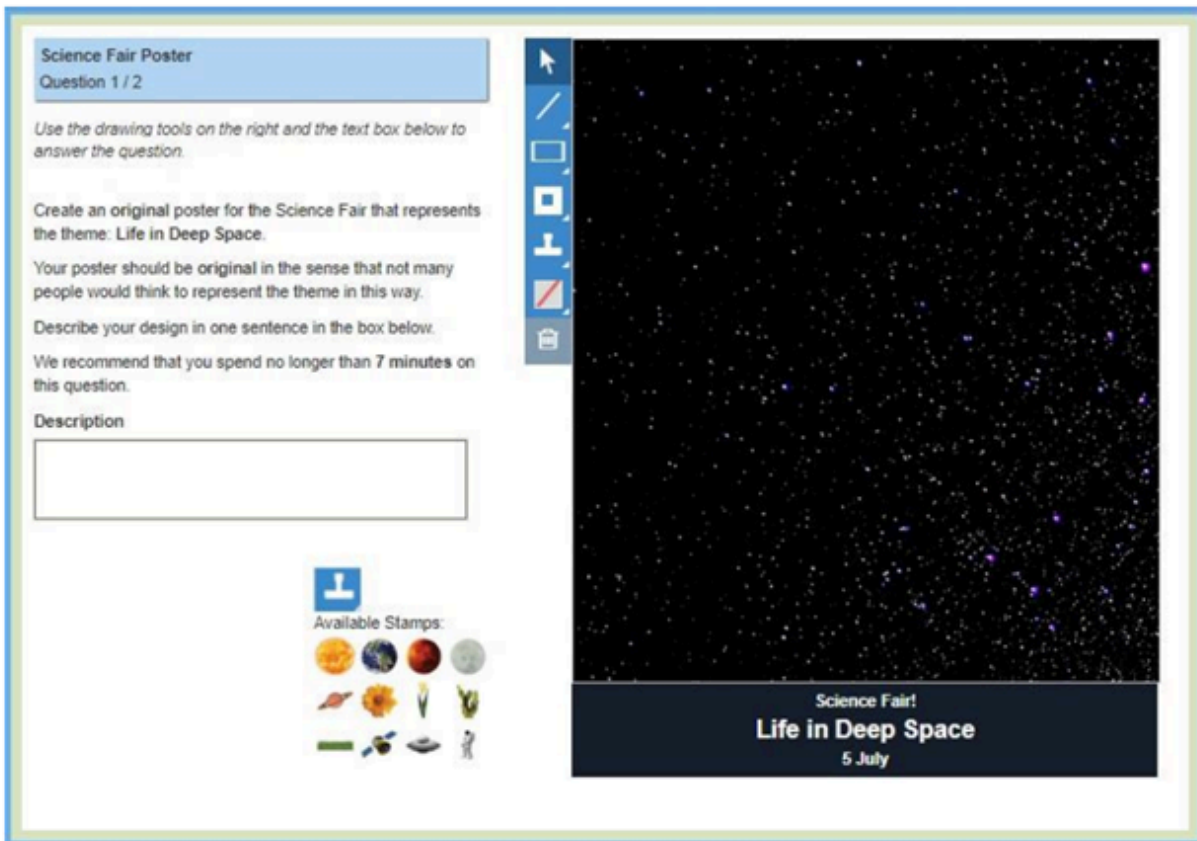 Science Fair Poster
Question 1 / 2
Use the drawing tools on the right and the text box below to
answer the question.
Create an original poster for the Science Fair that represents
the theme: Life in Deep Space.
Your poster should be original in the sense that not many
people would think to represent the theme in this way.
Describe your design in one sentence in the box below.
We recommend that you spend no longer than 7 minutes on
this question.
Description
Available Stamps:
Science Fair!
Life in Deep Space
5 July